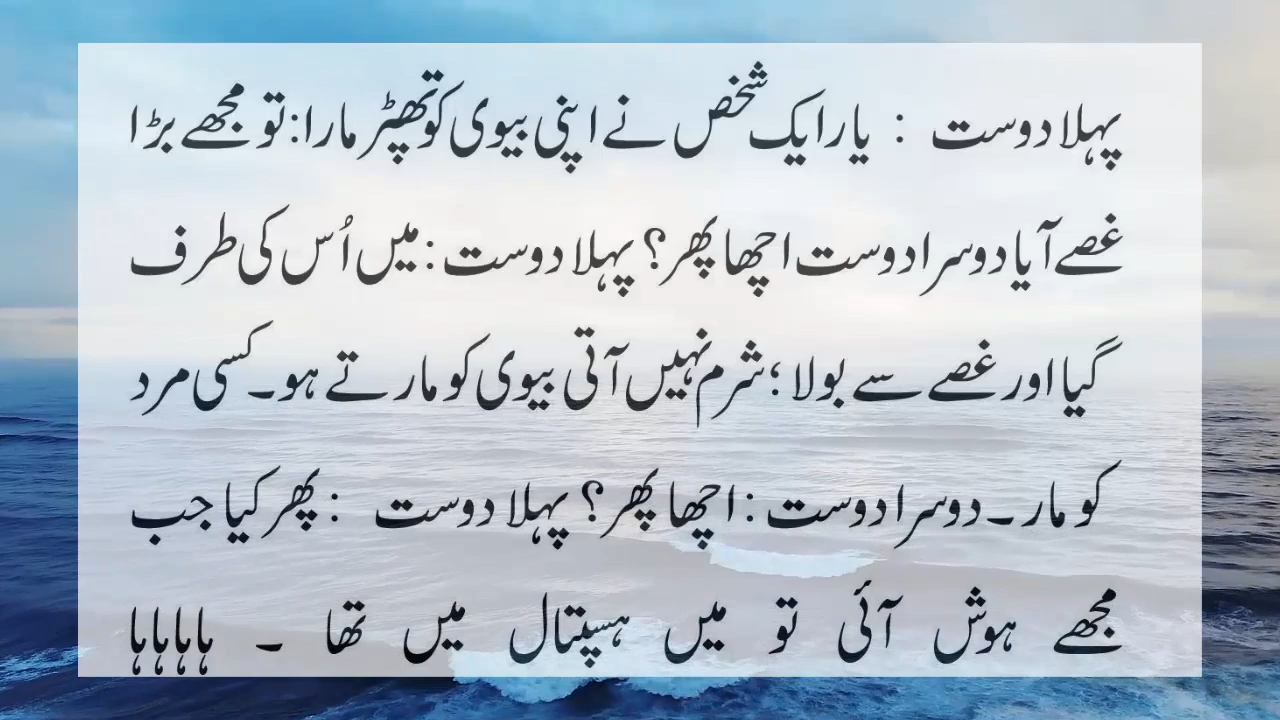 پہلا دوست : یار ایک شخص نے اپنی بیوی کو تھپڑ مارا: تو مجھے بڑا
غصے آیا دوسرا دوست اچھا پھر؟ پہلا دوست :میں اُس کی طرف
گیا اور غصے سے بولا ؛ شرم نہیں آتی بیوی کو مارتے ہو۔ کسی مرد
کو مار۔ دوسرا دوست :اچھا پھر؟ پہلا دوست :پھر کیا جب
مجھے ہوش آئی تو میں ہسپتال میں تھا ۔ ہاہاہاہا